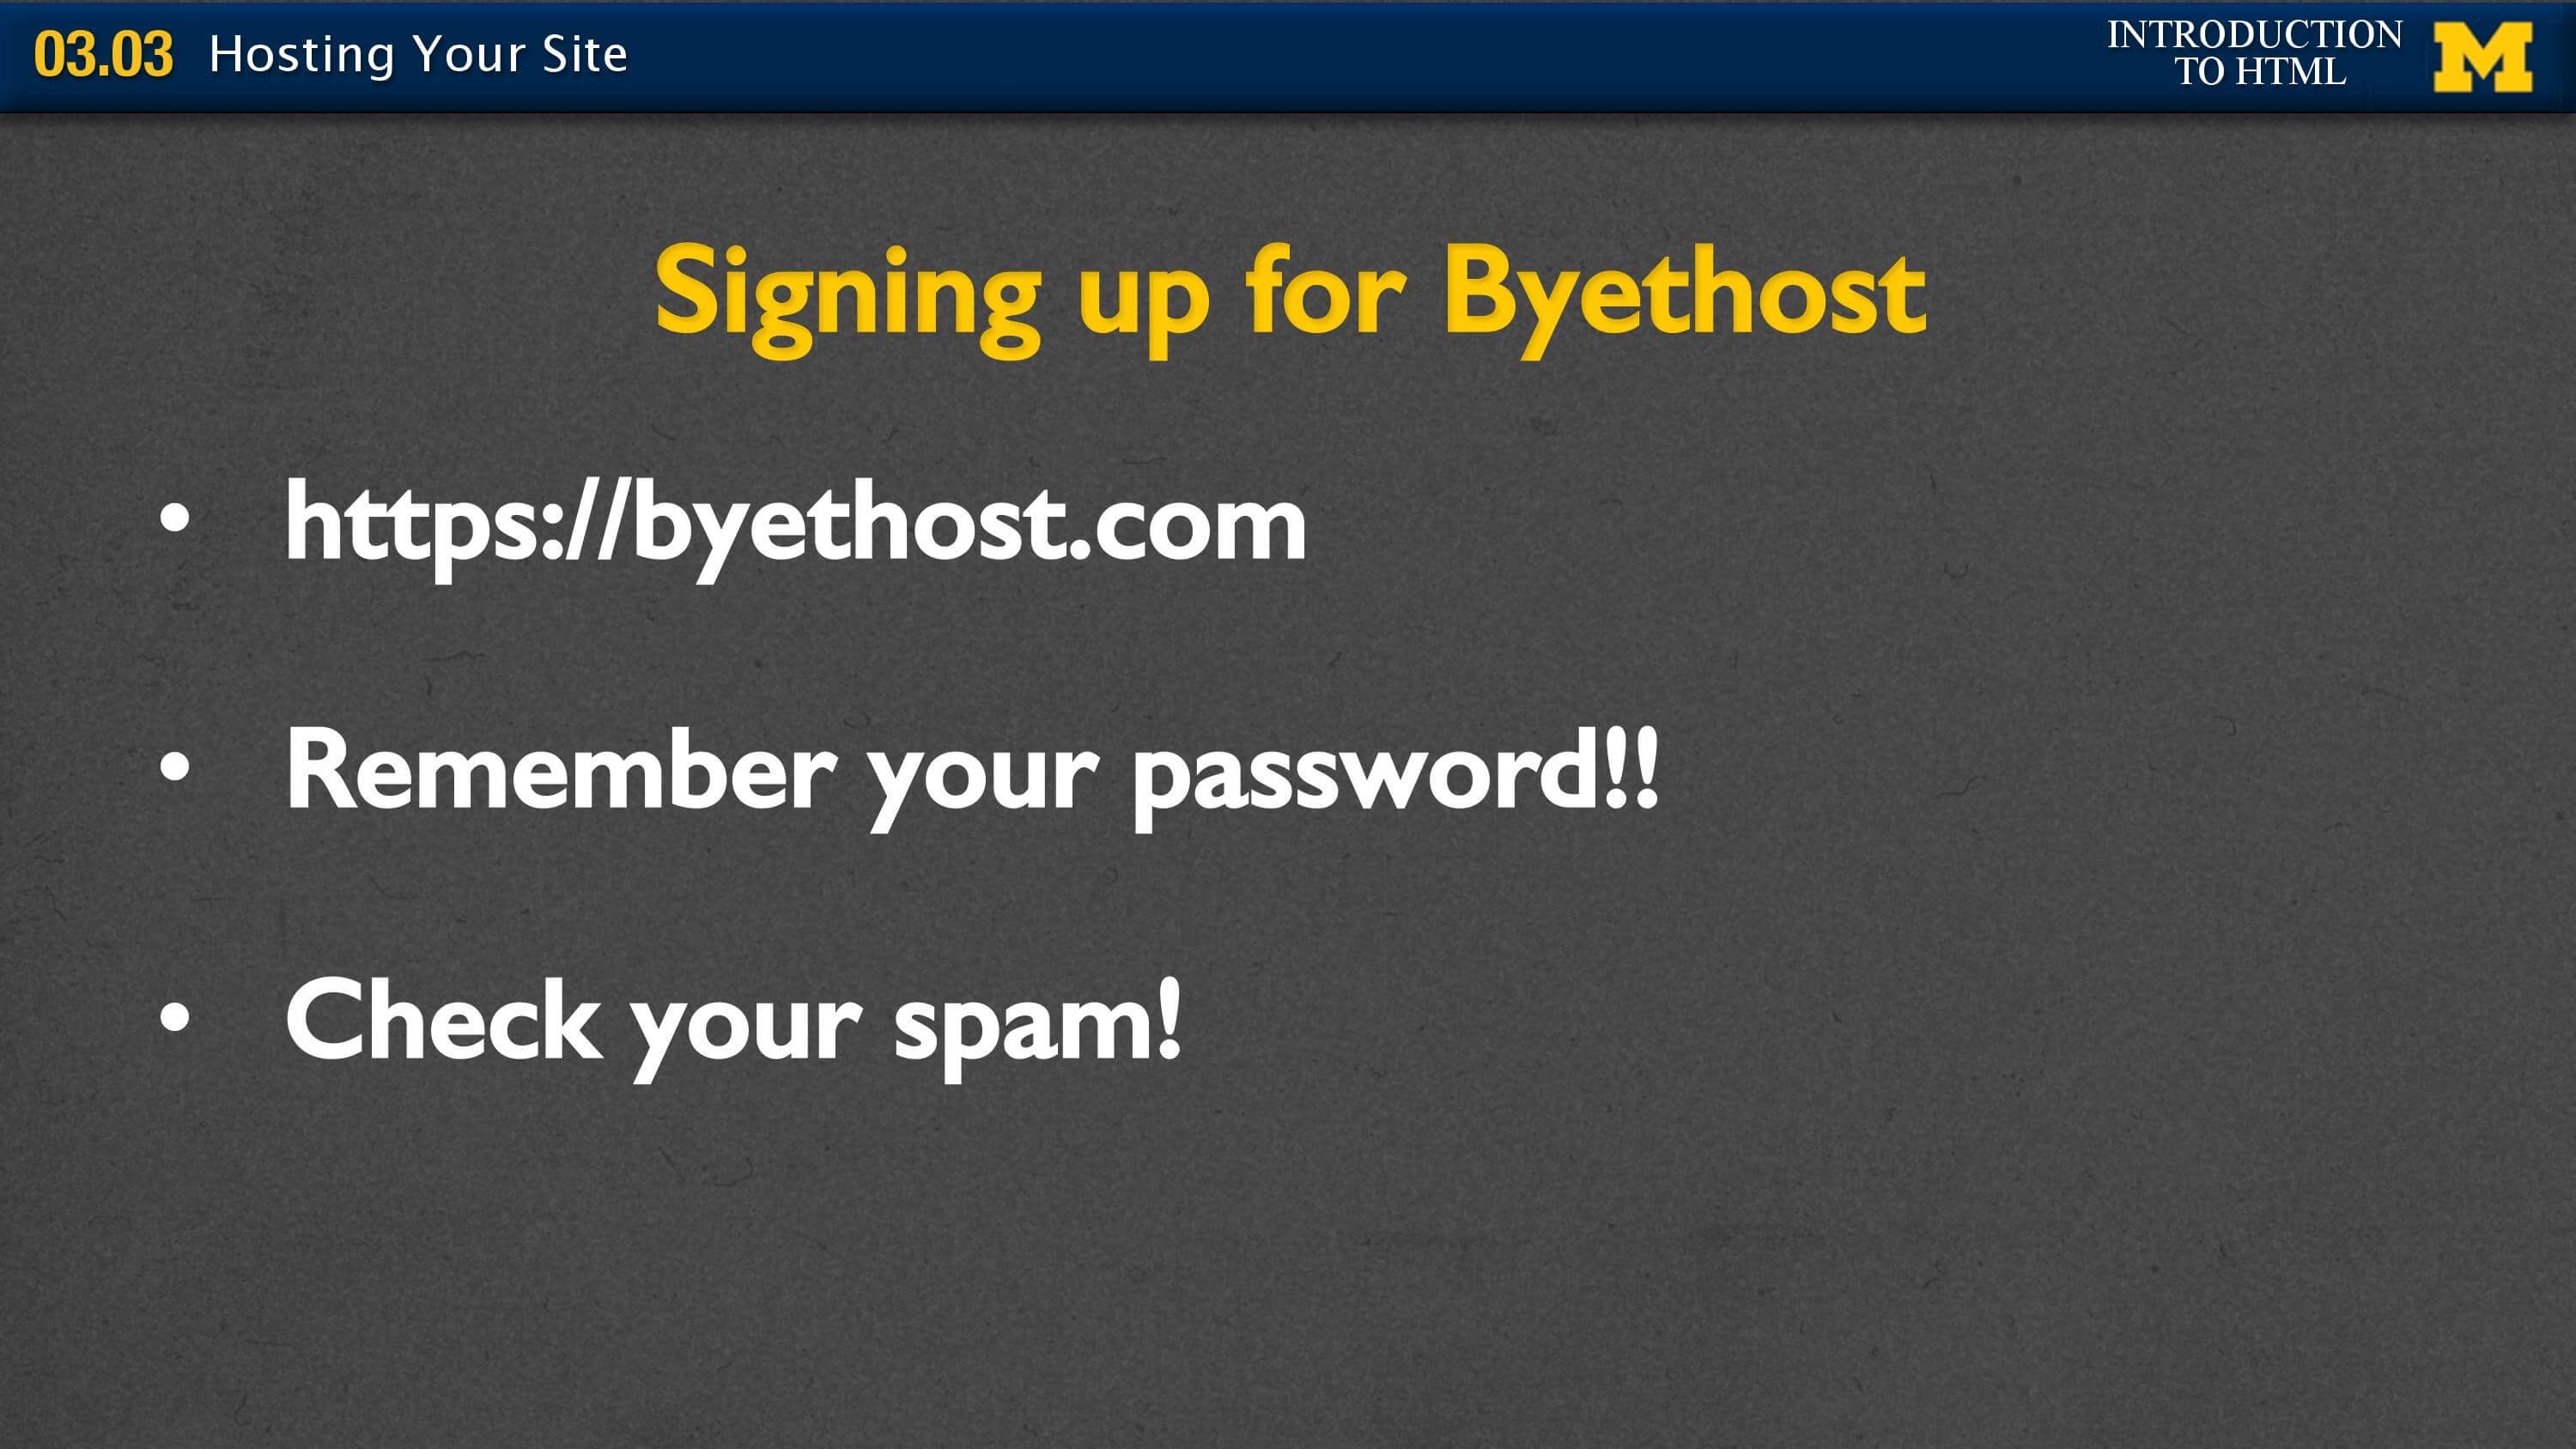 03.03 Hosting Your Site
INTRODUCTION
TO HTML
M
Signing up for Byethost
• https://byethost.com
• Remember your password!!
• Check your spam!